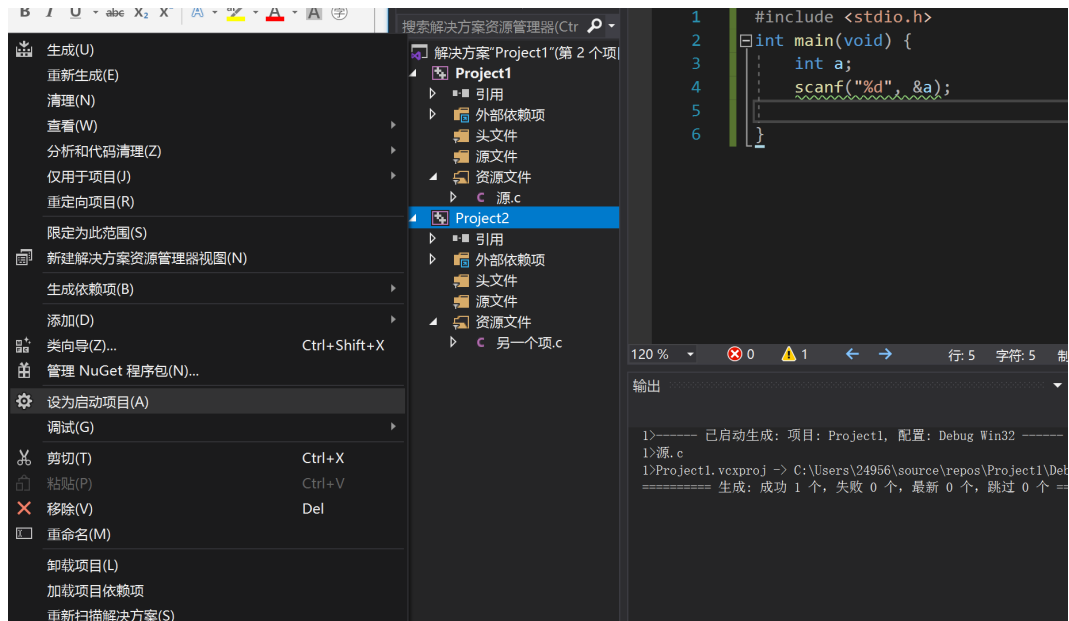 B I U abc X₂ X A A A 字
生成(U)
重新生成(E)
清理(N)
查看(W)
分析和代码清理(Z)
仅用于项目(J)
重定向项目(R)
限定为此范围(S)
新建解决方案资源管理器视图(N)
生成依赖项(B)
添加(D)
类向导(Z)... Ctrl+Shift+X
管理 NuGet 程序包(N)...
设为启动项目(A)
调试(G)
剪切(T) Ctrl+X
粘贴(P) Ctrl+V
移除(V) Del
重命名(M)
卸载项目(L)
加载项目依赖项
重新扫描解决方案(S)
搜索解决方案资源管理器(Ctr
解决方案"Project1"(第 2 个项
Project1
引用
外部依赖项
头文件
源文件
资源文件
C 源.c
Project2
引用
外部依赖项
头文件
源文件
资源文件
C 另一个项.c
1 #include <stdio.h>
2 int main(void) {
3 int a;
4 scanf("%d", &a);
5
6 }
120 % 0 1 行: 5 字符: 5 制
输出
1>------ 已启动生成: 项目: Project1, 配置: Debug Win32 ------
1>源.c
1>Project1.vcxproj -> C:\Users\24956\source\repos\Project1\Deb
========== 生成: 成功 1 个，失败 0 个，最新 0 个，跳过 0 个 ==